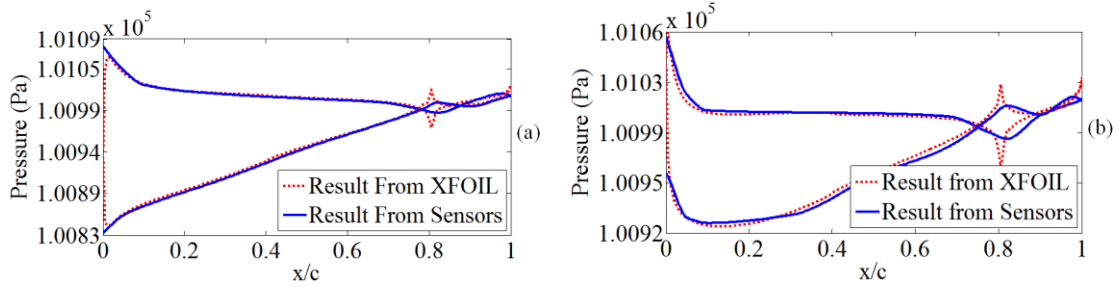 x 10^5
1.0109
1.0105
1.0099
1.0094
1.0089
1.0083
Pressure (Pa)
0 0.2 0.4 0.6 0.8 1
x/c
Result From XFOIL
Result From Sensors
(a)
x 10^5
1.0106
1.0103
1.0099
1.0095
1.0092
Pressure (Pa)
0 0.2 0.4 0.6 0.8 1
x/c
Result from XFOIL
Result from Sensors
(b)